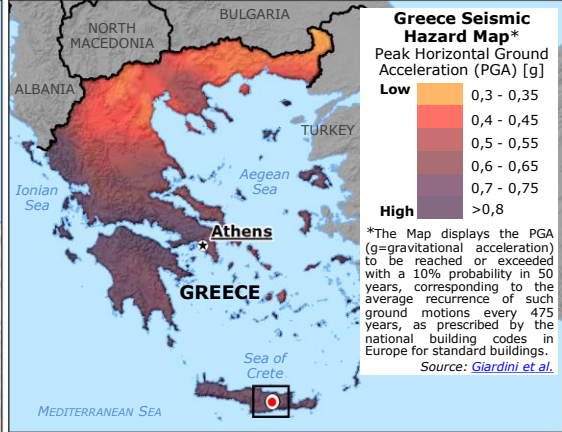 BULGARIA
NORTH
MACEDONIA
ALBANIA
TURKEY
Ionian
Sea
Aegean
Sea
Athens
GREECE
Sea of
Crete
MEDITERRANEAN SEA
Greece Seismic
Hazard Map*
Peak Horizontal Ground
Acceleration (PGA) [g]
Low
0,3 - 0,35
0,4 - 0,45
0,5 - 0,55
0,6 - 0,65
0,7 - 0,75
High
>0,8
*The Map displays the PGA
(g=gravitational acceleration)
to be reached or exceeded
with a 10% probability in 50
years, corresponding to the
average recurrence of such
ground motions every 475
years, as prescribed by the
national building codes in
Europe for standard buildings.
Source: Giardini et al.